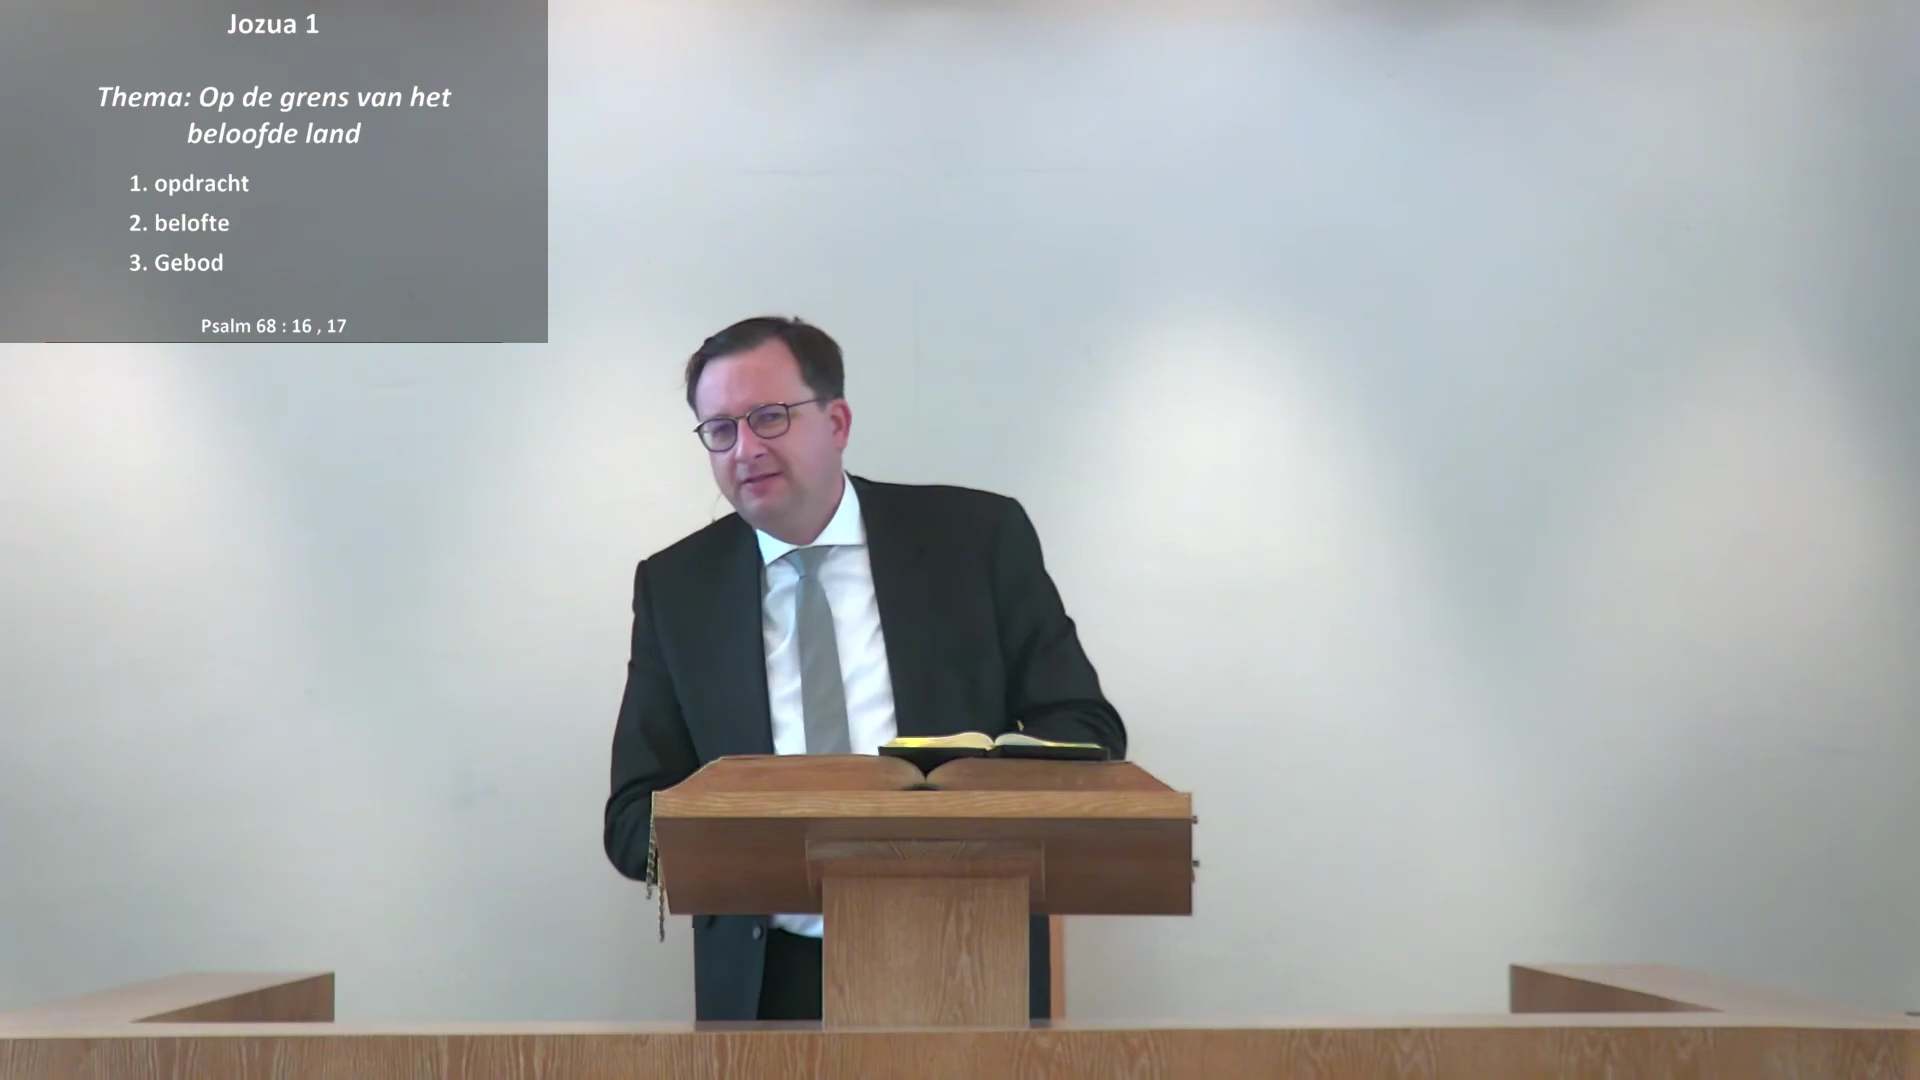 Jozua 1
Thema: Op de grens van het
beloofde land
1. opdracht
2. belofte
3. Gebod
Psalm 68 : 16 , 17